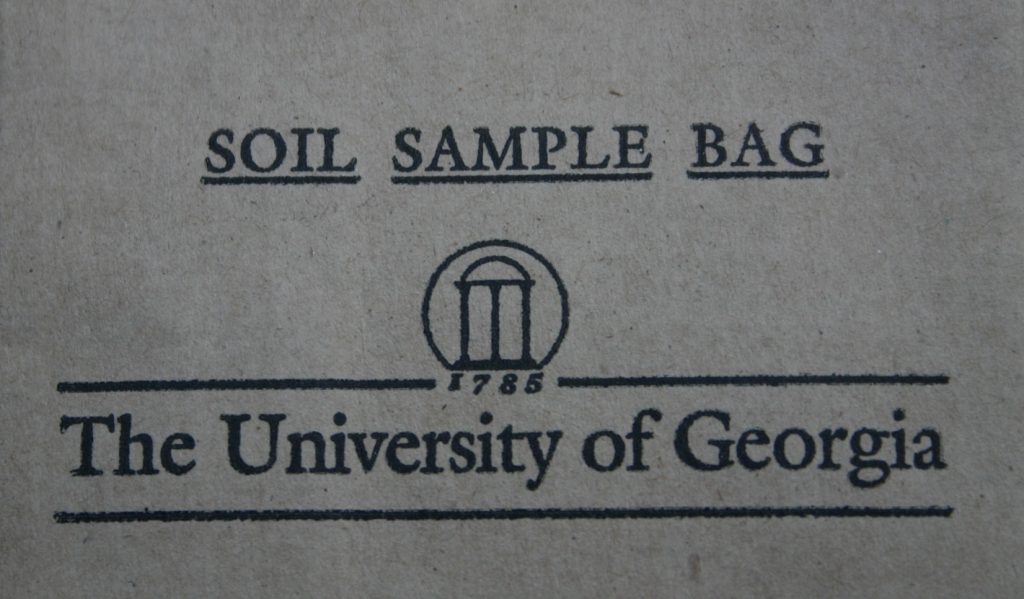 SOIL SAMPLE BAG
1785
The University of Georgia